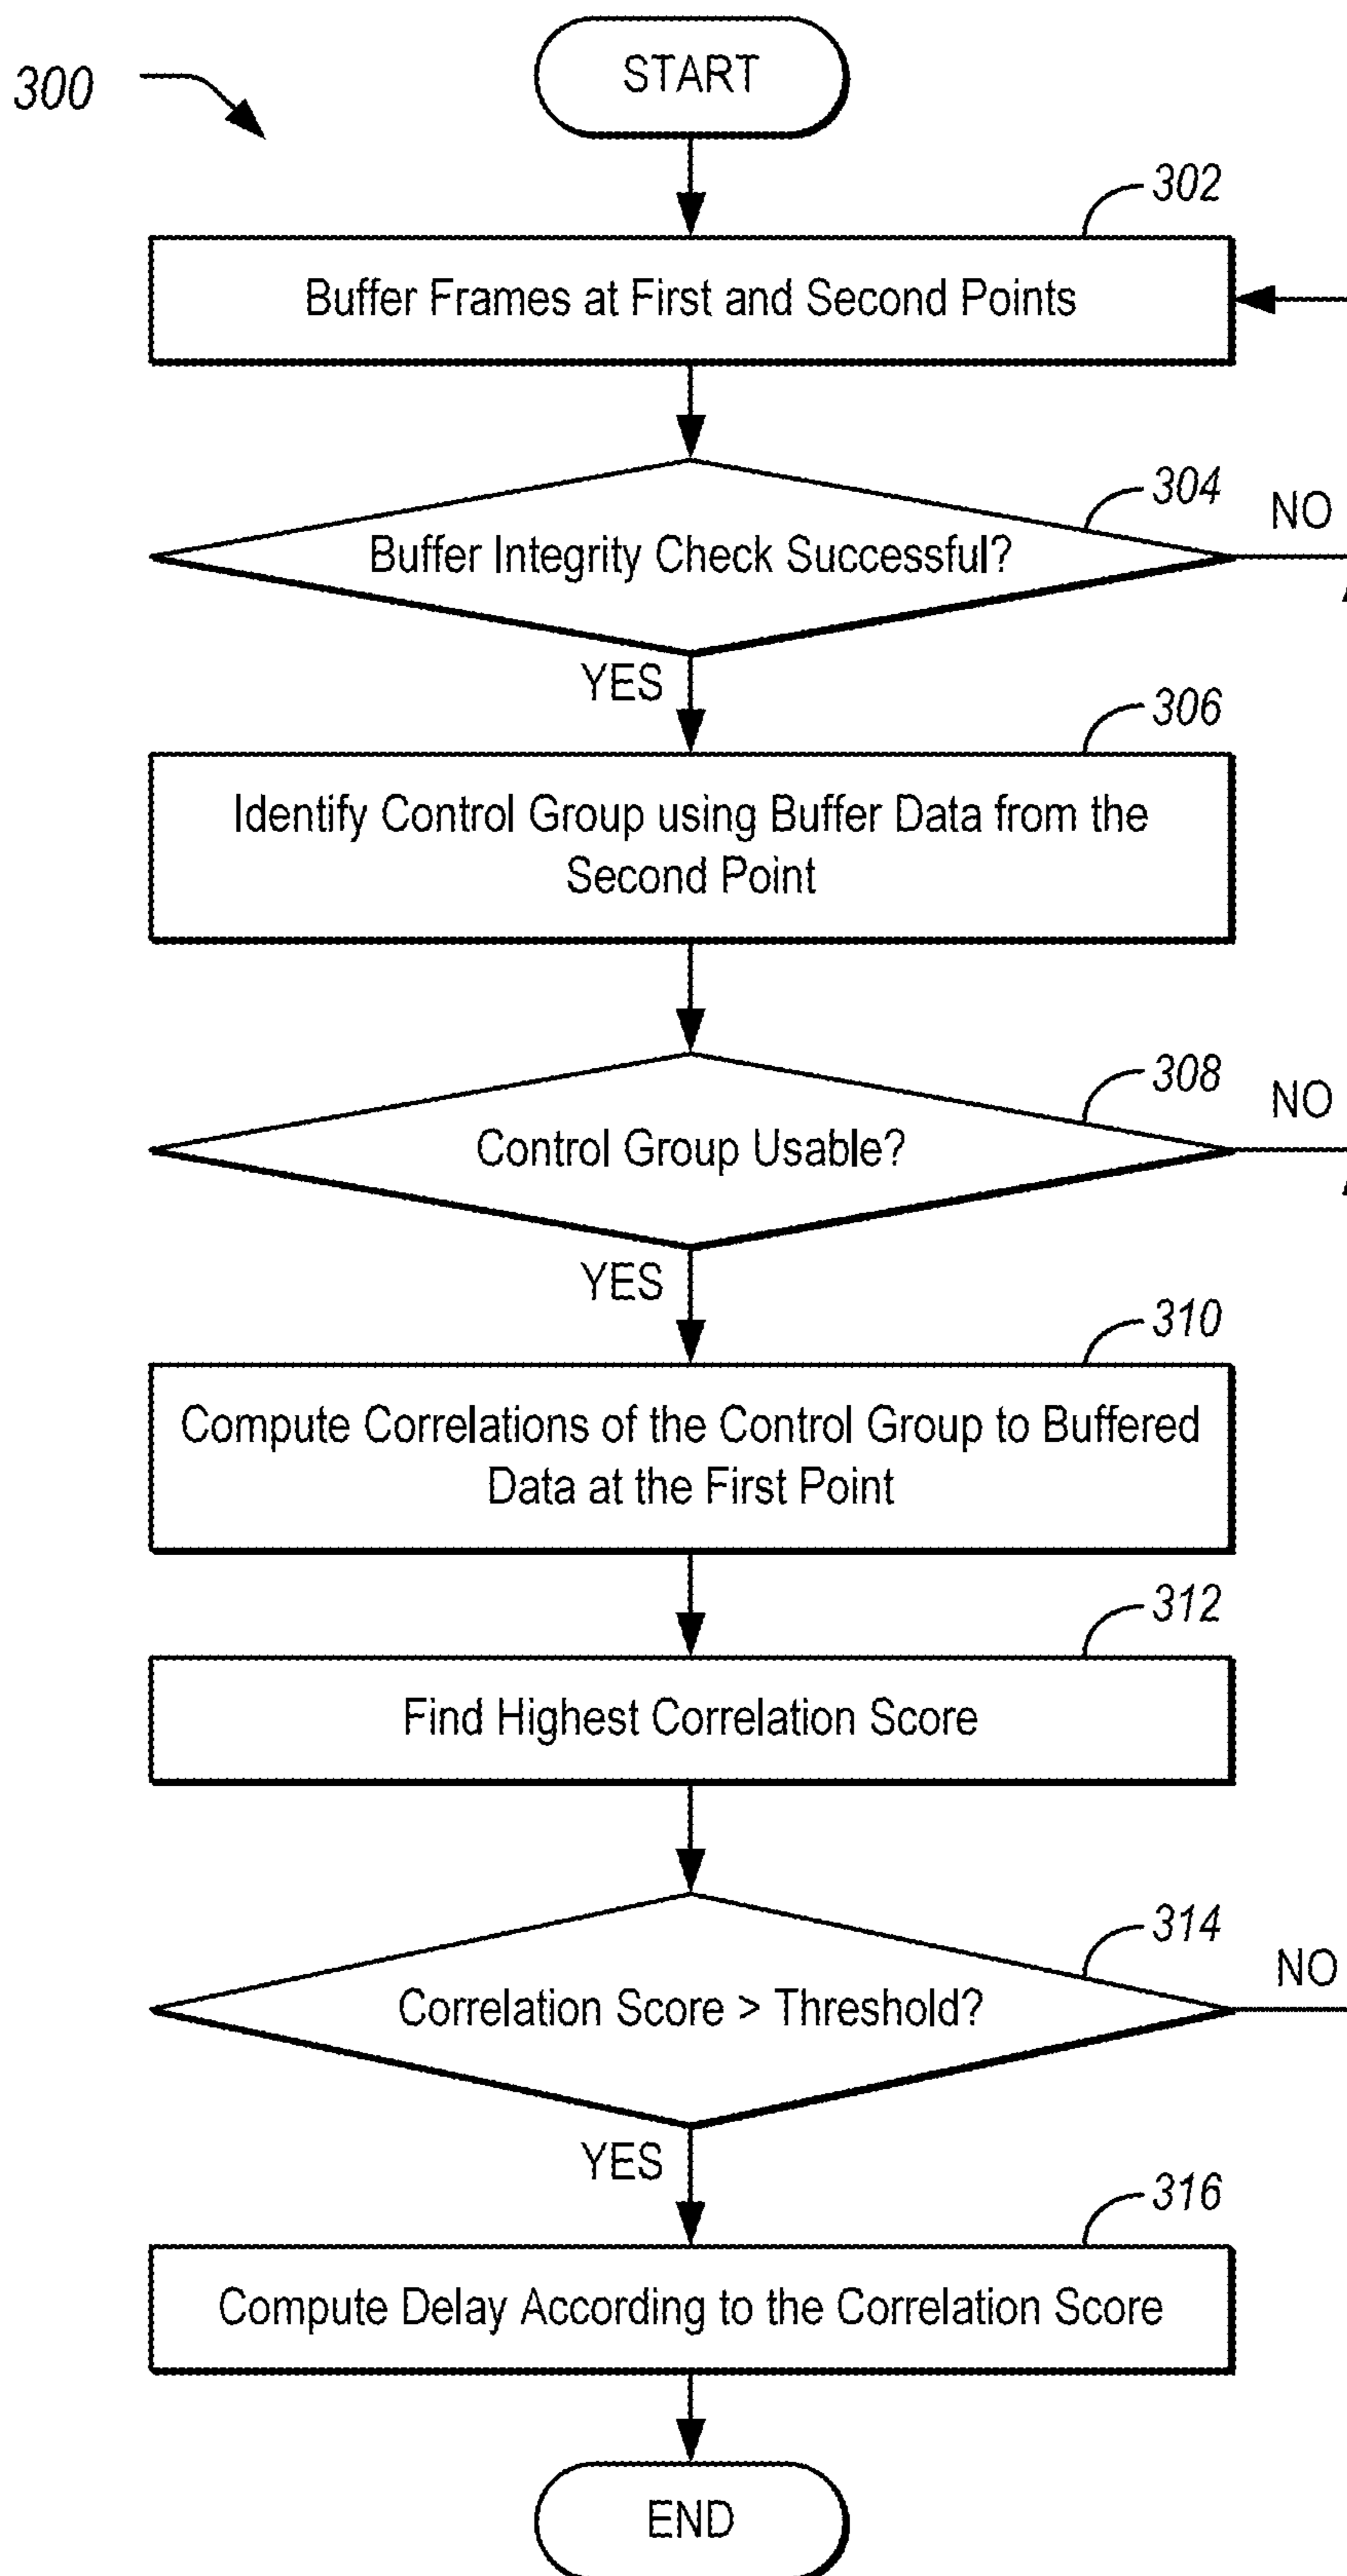 START
300
302
Buffer Frames at First and Second Points
304
NO
Buffer Integrity Check Successful?
YES
306
Identify Control Group using Buffer Data from the
Second Point
308
NO
Control Group Usable?
YES
310
Compute Correlations of the Control Group to Buffered
Data at the First Point
312
Find Highest Correlation Score
314
NO
Correlation Score > Threshold?
YES
316
Compute Delay According to the Correlation Score
END